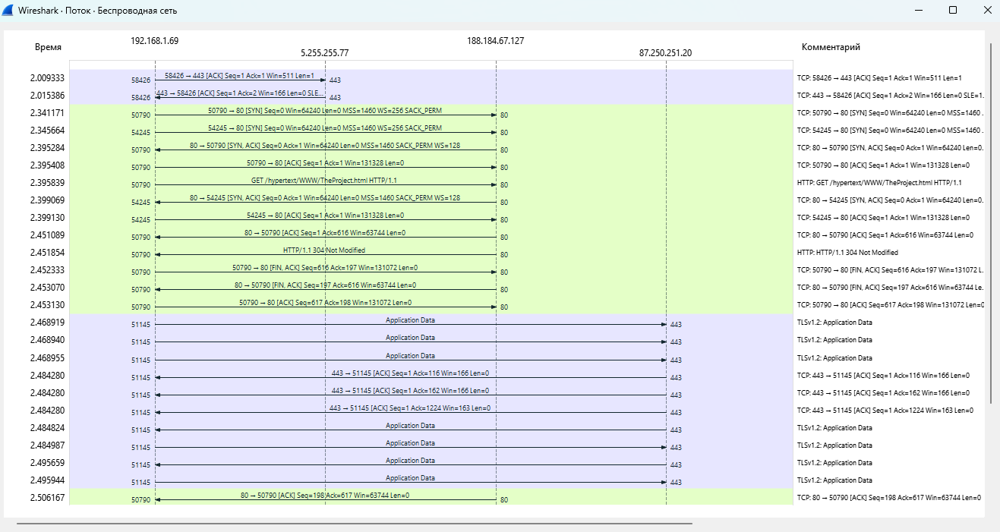 Wireshark · Поток · Беспроводная сеть
192.168.1.69 188.184.67.127
Время 5.255.255.77 87.250.251.20 Комментарий
2.009333 58426 58426 → 443 [ACK] Seq=1 Ack=1 Win=511 Len=1 443 TCP: 58426 → 443 [ACK] Seq=1 Ack=1 Win=511 Len=1
2.015386 58426 443 → 58426 [ACK] Seq=1 Ack=2 Win=166 Len=0 SLE... 443 TCP: 443 → 58426 [ACK] Seq=1 Ack=2 Win=166 Len=0 SLE=1.
2.341171 50790 50790 → 80 [SYN] Seq=0 Win=64240 Len=0 MSS=1460 WS=256 SACK_PERM 80 TCP: 50790 → 80 [SYN] Seq=0 Win=64240 Len=0 MSS=1460 .
2.345664 54245 54245 → 80 [SYN] Seq=0 Win=64240 Len=0 MSS=1460 WS=256 SACK_PERM 80 TCP: 54245 → 80 [SYN] Seq=0 Win=64240 Len=0 MSS=1460 .
2.395284 50790 80 → 50790 [SYN, ACK] Seq=0 Ack=1 Win=64240 Len=0 MSS=1460 SACK_PERM WS=128 80 TCP: 80 → 50790 [SYN, ACK] Seq=0 Ack=1 Win=64240 Len=0.
2.395408 50790 50790 → 80 [ACK] Seq=1 Ack=1 Win=131328 Len=0 80 TCP: 50790 → 80 [ACK] Seq=1 Ack=1 Win=131328 Len=0
2.395839 50790 GET /hypertext/WWW/TheProject.html HTTP/1.1 80 HTTP: GET /hypertext/WWW/TheProject.html HTTP/1.1
2.399069 54245 80 → 54245 [SYN, ACK] Seq=0 Ack=1 Win=64240 Len=0 MSS=1460 SACK_PERM WS=128 80 TCP: 80 → 54245 [SYN, ACK] Seq=0 Ack=1 Win=64240 Len=0.
2.399130 54245 54245 → 80 [ACK] Seq=1 Ack=1 Win=131328 Len=0 80 TCP: 54245 → 80 [ACK] Seq=1 Ack=1 Win=131328 Len=0
2.451089 50790 80 → 50790 [ACK] Seq=1 Ack=616 Win=63744 Len=0 80 TCP: 80 → 50790 [ACK] Seq=1 Ack=616 Win=63744 Len=0
2.451854 50790 HTTP/1.1 304 Not Modified 80 HTTP: HTTP/1.1 304 Not Modified
2.452333 50790 50790 → 80 [FIN, ACK] Seq=616 Ack=197 Win=131072 Len=0 80 TCP: 50790 → 80 [FIN, ACK] Seq=616 Ack=197 Win=131072 L.
2.453070 50790 80 → 50790 [FIN, ACK] Seq=197 Ack=616 Win=63744 Len=0 80 TCP: 80 → 50790 [FIN, ACK] Seq=197 Ack=616 Win=63744 Le.
2.453130 50790 50790 → 80 [ACK] Seq=617 Ack=198 Win=131072 Len=0 80 TCP: 50790 → 80 [ACK] Seq=617 Ack=198 Win=131072 Len=0
2.468919 51145 Application Data 443 TLSv1.2: Application Data
2.468940 51145 Application Data 443 TLSv1.2: Application Data
2.468955 51145 Application Data 443 TLSv1.2: Application Data
2.484280 51145 443 → 51145 [ACK] Seq=1 Ack=116 Win=166 Len=0 443 TCP: 443 → 51145 [ACK] Seq=1 Ack=116 Win=166 Len=0
2.484280 51145 443 → 51145 [ACK] Seq=1 Ack=162 Win=166 Len=0 443 TCP: 443 → 51145 [ACK] Seq=1 Ack=162 Win=166 Len=0
2.484280 51145 443 → 51145 [ACK] Seq=1 Ack=1224 Win=163 Len=0 443 TCP: 443 → 51145 [ACK] Seq=1 Ack=1224 Win=163 Len=0
2.484824 51145 Application Data 443 TLSv1.2: Application Data
2.484987 51145 Application Data 443 TLSv1.2: Application Data
2.495659 51145 Application Data 443 TLSv1.2: Application Data
2.495944 51145 Application Data 443 TLSv1.2: Application Data
2.506167 50790 80 → 50790 [ACK] Seq=198 Ack=617 Win=63744 Len=0 80 TCP: 80 → 50790 [ACK] Seq=198 Ack=617 Win=63744 Len=0